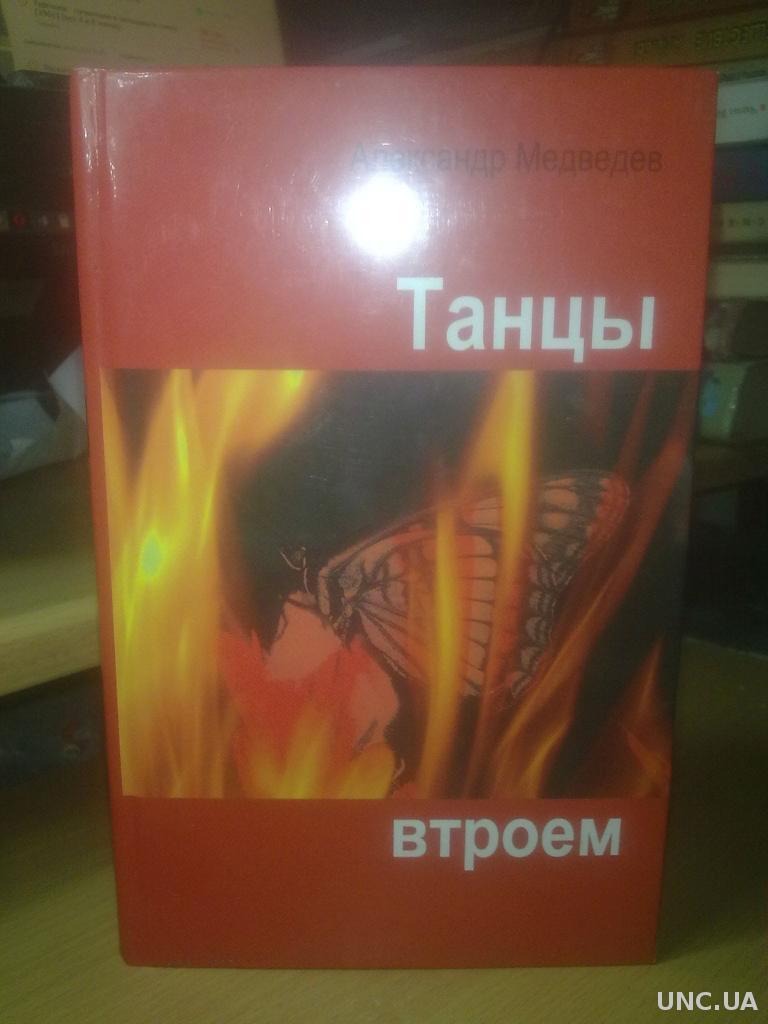 Александр Медведев
Танцы
втроем
UNC.UA